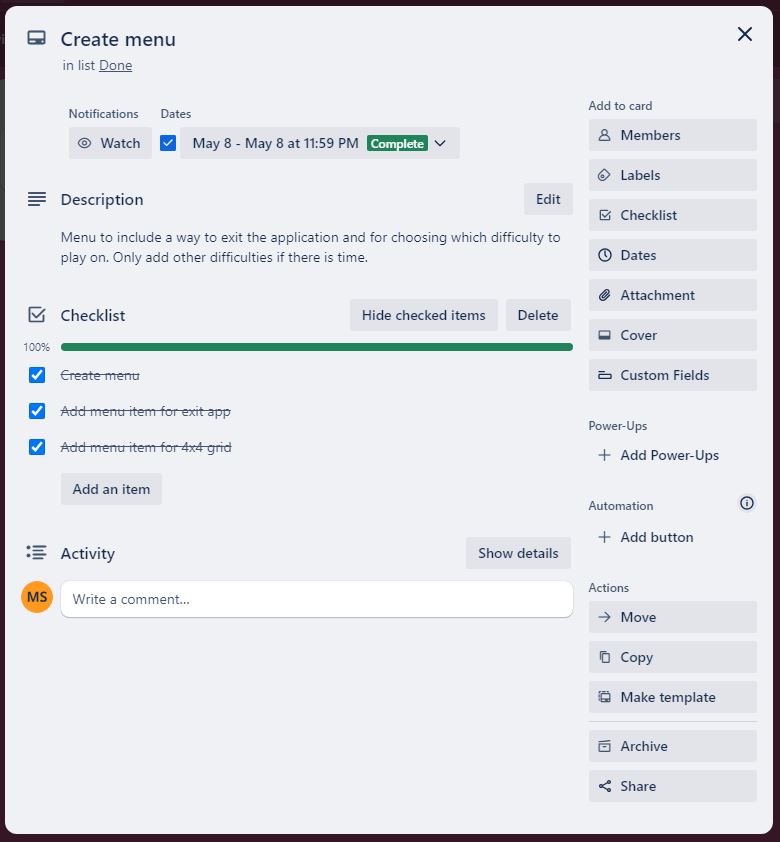 Create menu
in list Done
Notifications
Dates
Watch
May 8 - May 8 at 11:59 PM Complete
Description
Edit
Menu to include a way to exit the application and for choosing which difficulty to
play on. Only add other difficulties if there is time.
Checklist
Hide checked items
Delete
100%
Create menu
Add menu item for exit app
Add menu item for 4x4 grid
Add an item
Activity
Show details
MS
Write a comment...
Add to card
Members
Labels
Checklist
Dates
Attachment
Cover
Custom Fields
Power-Ups
Add Power-Ups
Automation
Add button
Actions
Move
Copy
Make template
Archive
Share